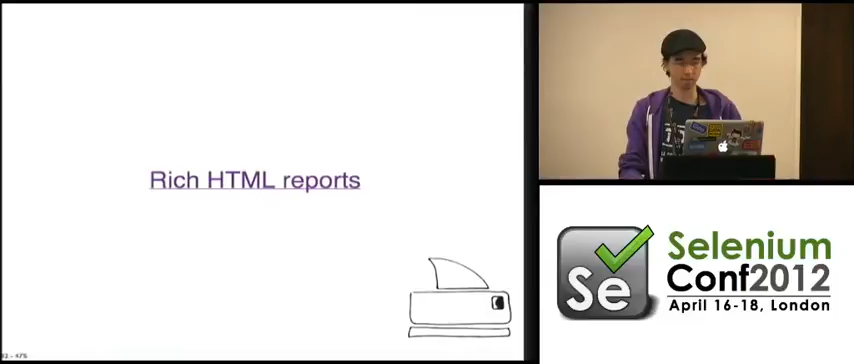 Rich HTML reports
Se
Selenium
Conf2012
April 16-18, London